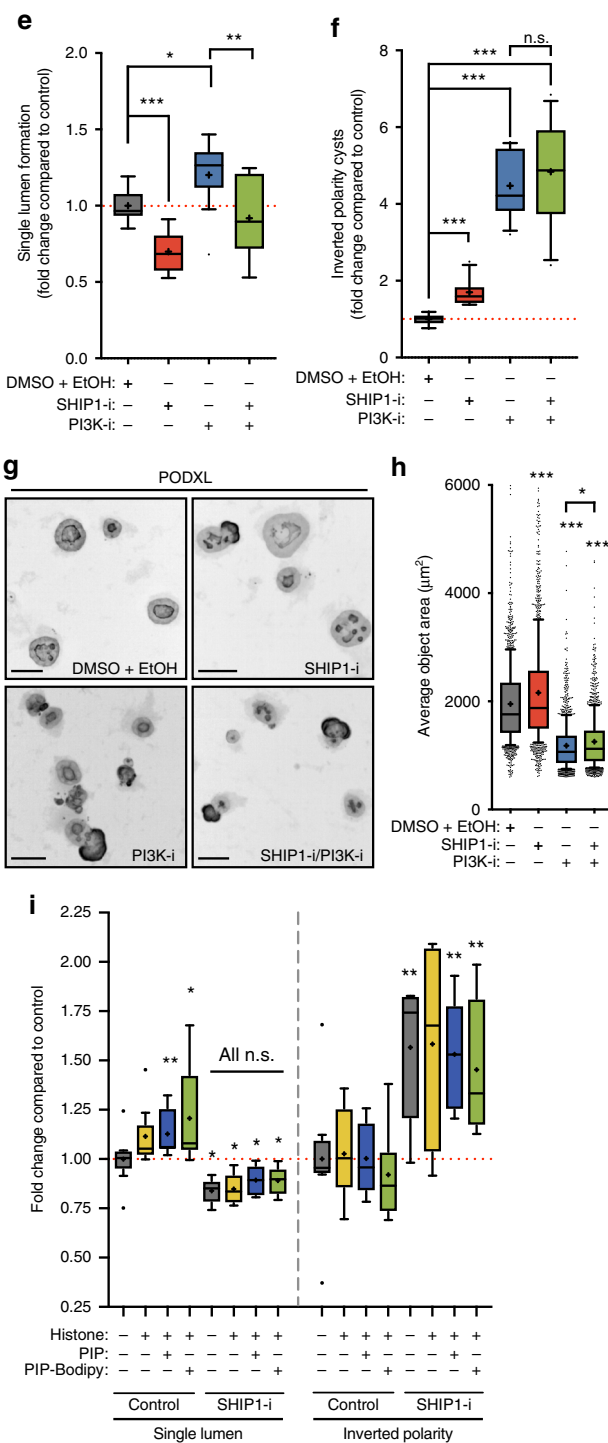 e
Single lumen formation
(fold change compared to control)
1.5
1.0
0.5
0.0
*
**
***
DMSO + EtOH: + – – –
SHIP1-i: – + – +
PI3K-i: – – + +
f
Inverted polarity cysts
(fold change compared to control)
8
6
4
2
0
n.s.
***
***
***
DMSO + EtOH: + – – –
SHIP1-i: – + – +
PI3K-i: – – + +
g
PODXL
DMSO + EtOH
SHIP1-i
PI3K-i
SHIP1-i/PI3K-i
h
Average object area (μm²)
6000
4000
2000
0
***
*
***
***
DMSO + EtOH: + – – –
SHIP1-i: – + – +
PI3K-i: – – + +
i
Fold change compared to control
2.25
2.00
1.75
1.50
1.25
1.00
0.75
0.50
0.25
**
*
All n.s.
* * * *
** ** **
Histone: – + + + – + + + – + + + – + + +
PIP: – – + – – – + – – – + – – – + –
PIP-Bodipy: – – – + – – – + – – – + – – – +
Control SHIP1-i Control SHIP1-i
Single lumen Inverted polarity